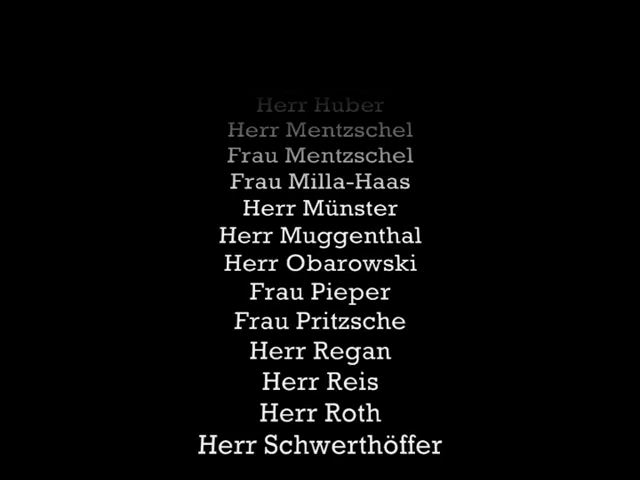 Herr Huber
Herr Mentzschel
Frau Mentzschel
Frau Milla-Haas
Herr Münster
Herr Muggenthal
Herr Obarowski
Frau Pieper
Frau Pritzsche
Herr Regan
Herr Reis
Herr Roth
Herr Schwerthöffer